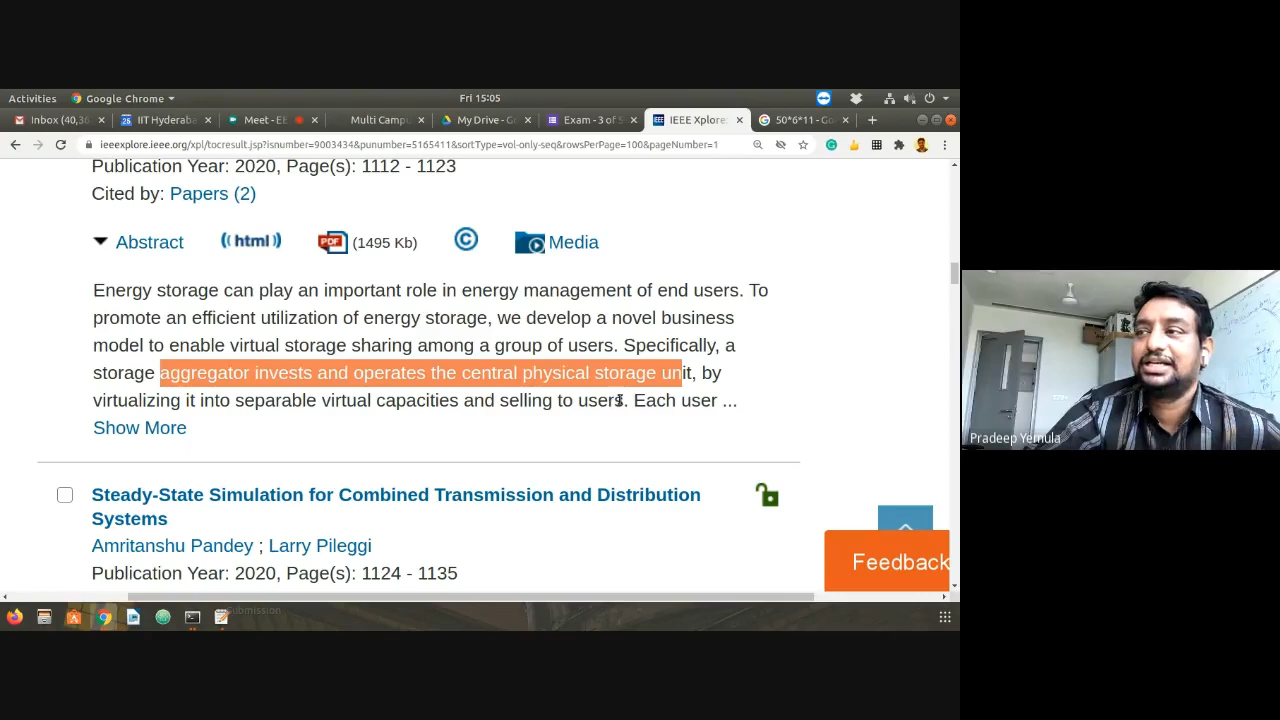 Activities Google Chrome Fri 15:05
Inbox (40,36 IIT Hyderaba Meet - EE Multi Campu My Drive - G Exam - 3 of S IEEE Xplore 50*6*11 - Go
ieeexplore.ieee.org/xpl/tocresult.jsp?isnumber=9003434&punumber=5165411&sortType=vol-only-seq&rowsPerPage=100&pageNumber=1
Publication Year: 2020, Page(s): 1112 - 1123
Cited by: Papers (2)
Abstract ((html)) PDF (1495 Kb) © Media
Energy storage can play an important role in energy management of end users. To
promote an efficient utilization of energy storage, we develop a novel business
model to enable virtual storage sharing among a group of users. Specifically, a
storage aggregator invests and operates the central physical storage unit, by
virtualizing it into separable virtual capacities and selling to users. Each user ...
Show More
Steady-State Simulation for Combined Transmission and Distribution
Systems
Amritanshu Pandey ; Larry Pileggi
Publication Year: 2020, Page(s): 1124 - 1135
Feedback
Submission
Pradeep Yemula